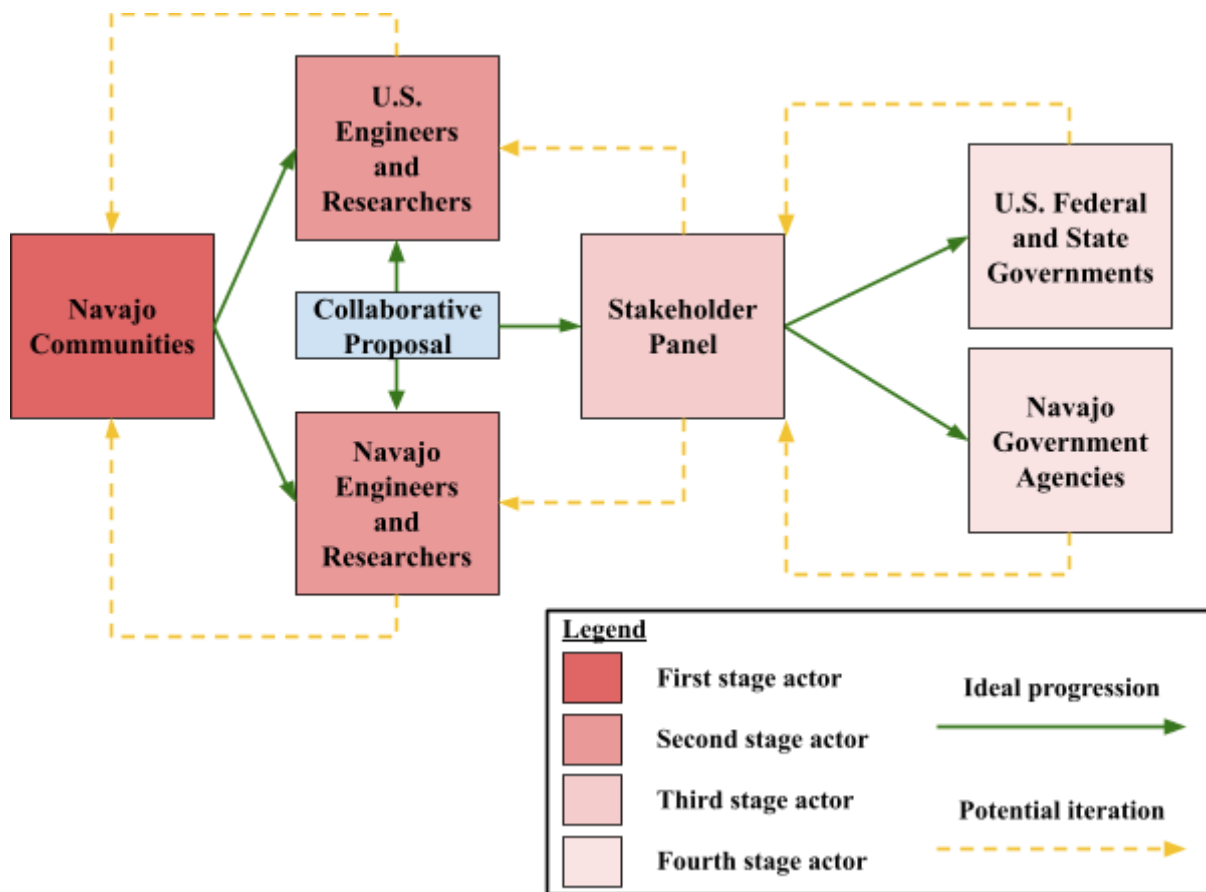 U.S.
Engineers
and
Researchers
Navajo
Communities
Collaborative
Proposal
Navajo
Engineers
and
Researchers
Stakeholder
Panel
U.S. Federal
and State
Governments
Navajo
Government
Agencies
Legend
First stage actor
Second stage actor
Third stage actor
Fourth stage actor
Ideal progression
Potential iteration